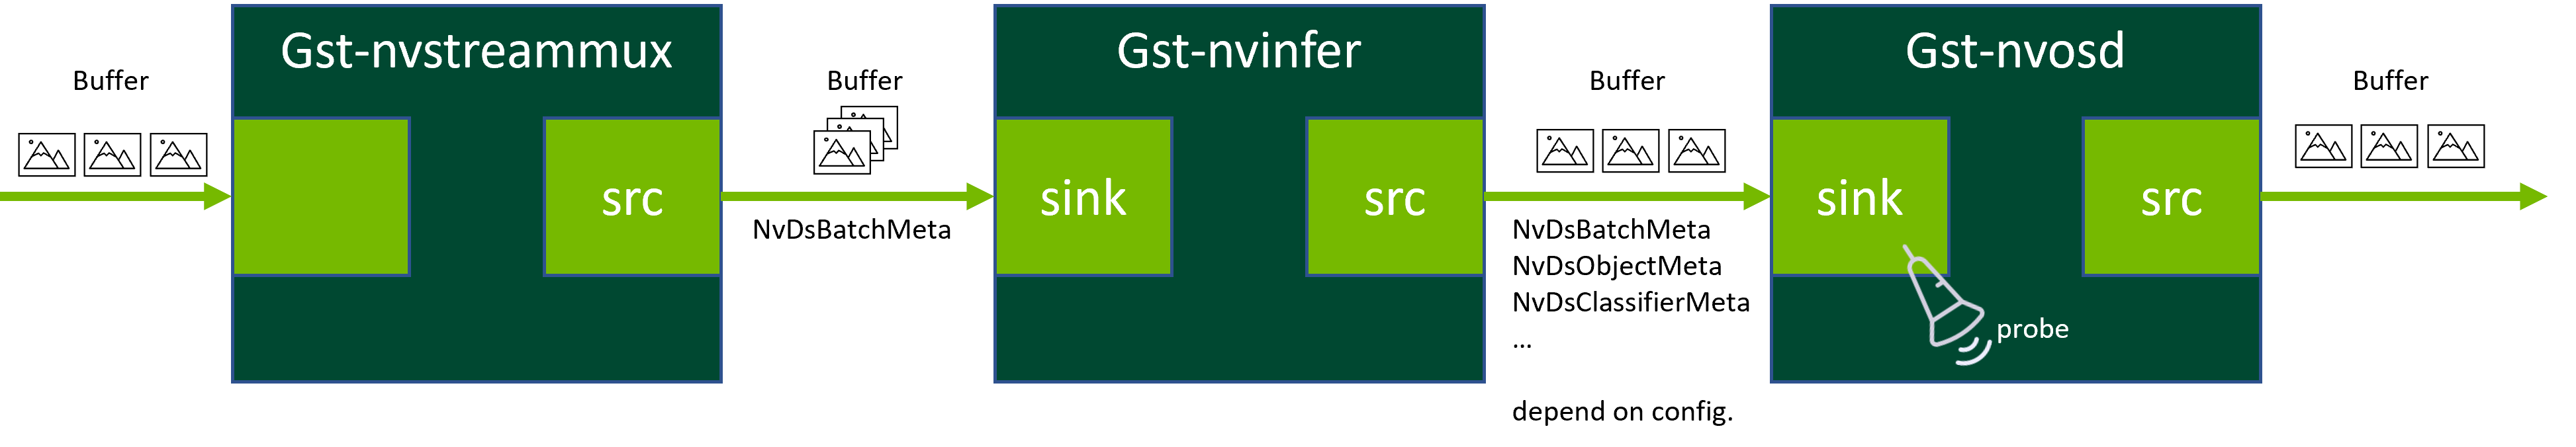 Buffer
Gst-nvstreammux
src
Buffer
NvDsBatchMeta
Gst-nvinfer
sink
src
Buffer
NvDsBatchMeta
NvDsObjectMeta
NvDsClassifierMeta
...
depend on config.
Gst-nvosd
sink
src
probe
Buffer